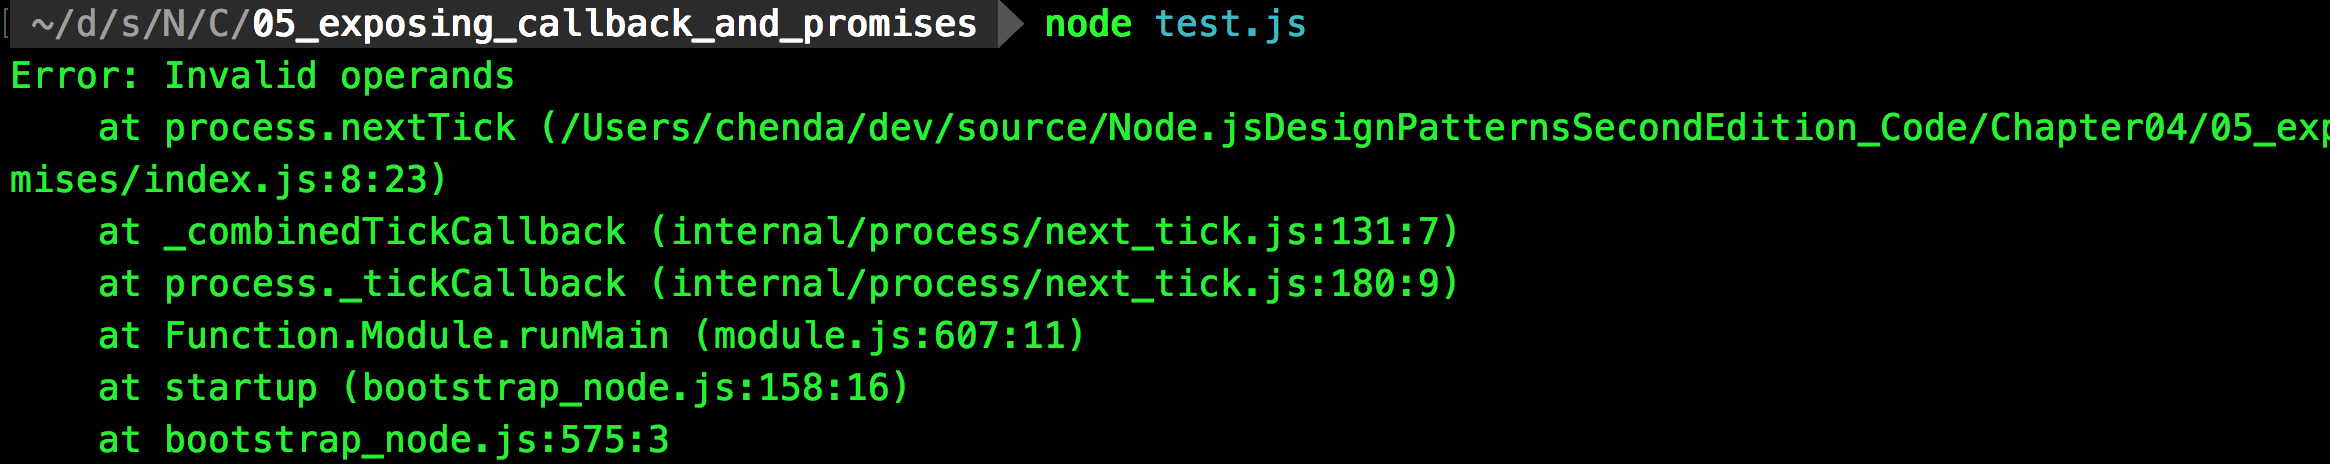 ~/d/s/N/C/05_exposing_callback_and_promises node test.js
Error: Invalid operands
    at process.nextTick (/Users/chenda/dev/source/Node.jsDesignPatternsSecondEdition_Code/Chapter04/05_exp
mises/index.js:8:23)
    at _combinedTickCallback (internal/process/next_tick.js:131:7)
    at process._tickCallback (internal/process/next_tick.js:180:9)
    at Function.Module.runMain (module.js:607:11)
    at startup (bootstrap_node.js:158:16)
    at bootstrap_node.js:575:3